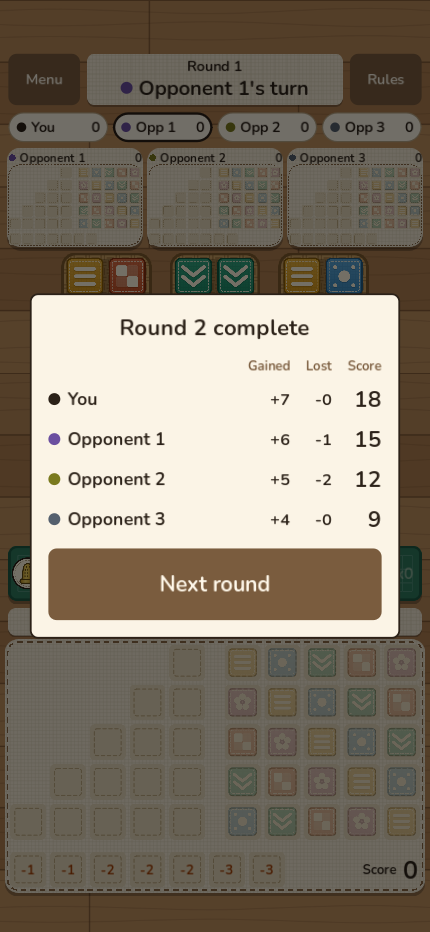 Round 1
Menu
Opponent 1's turn
Rules
You 0
Opp 1 0
Opp 2 0
Opp 3 0
Opponent 1 0
Opponent 2 0
Opponent 3 0
Round 2 complete
Gained Lost Score
You +7 -0 18
Opponent 1 +6 -1 15
Opponent 2 +5 -2 12
Opponent 3 +4 -0 9
Next round
-1 -1 -2 -2 -2 -3 -3
Score 0